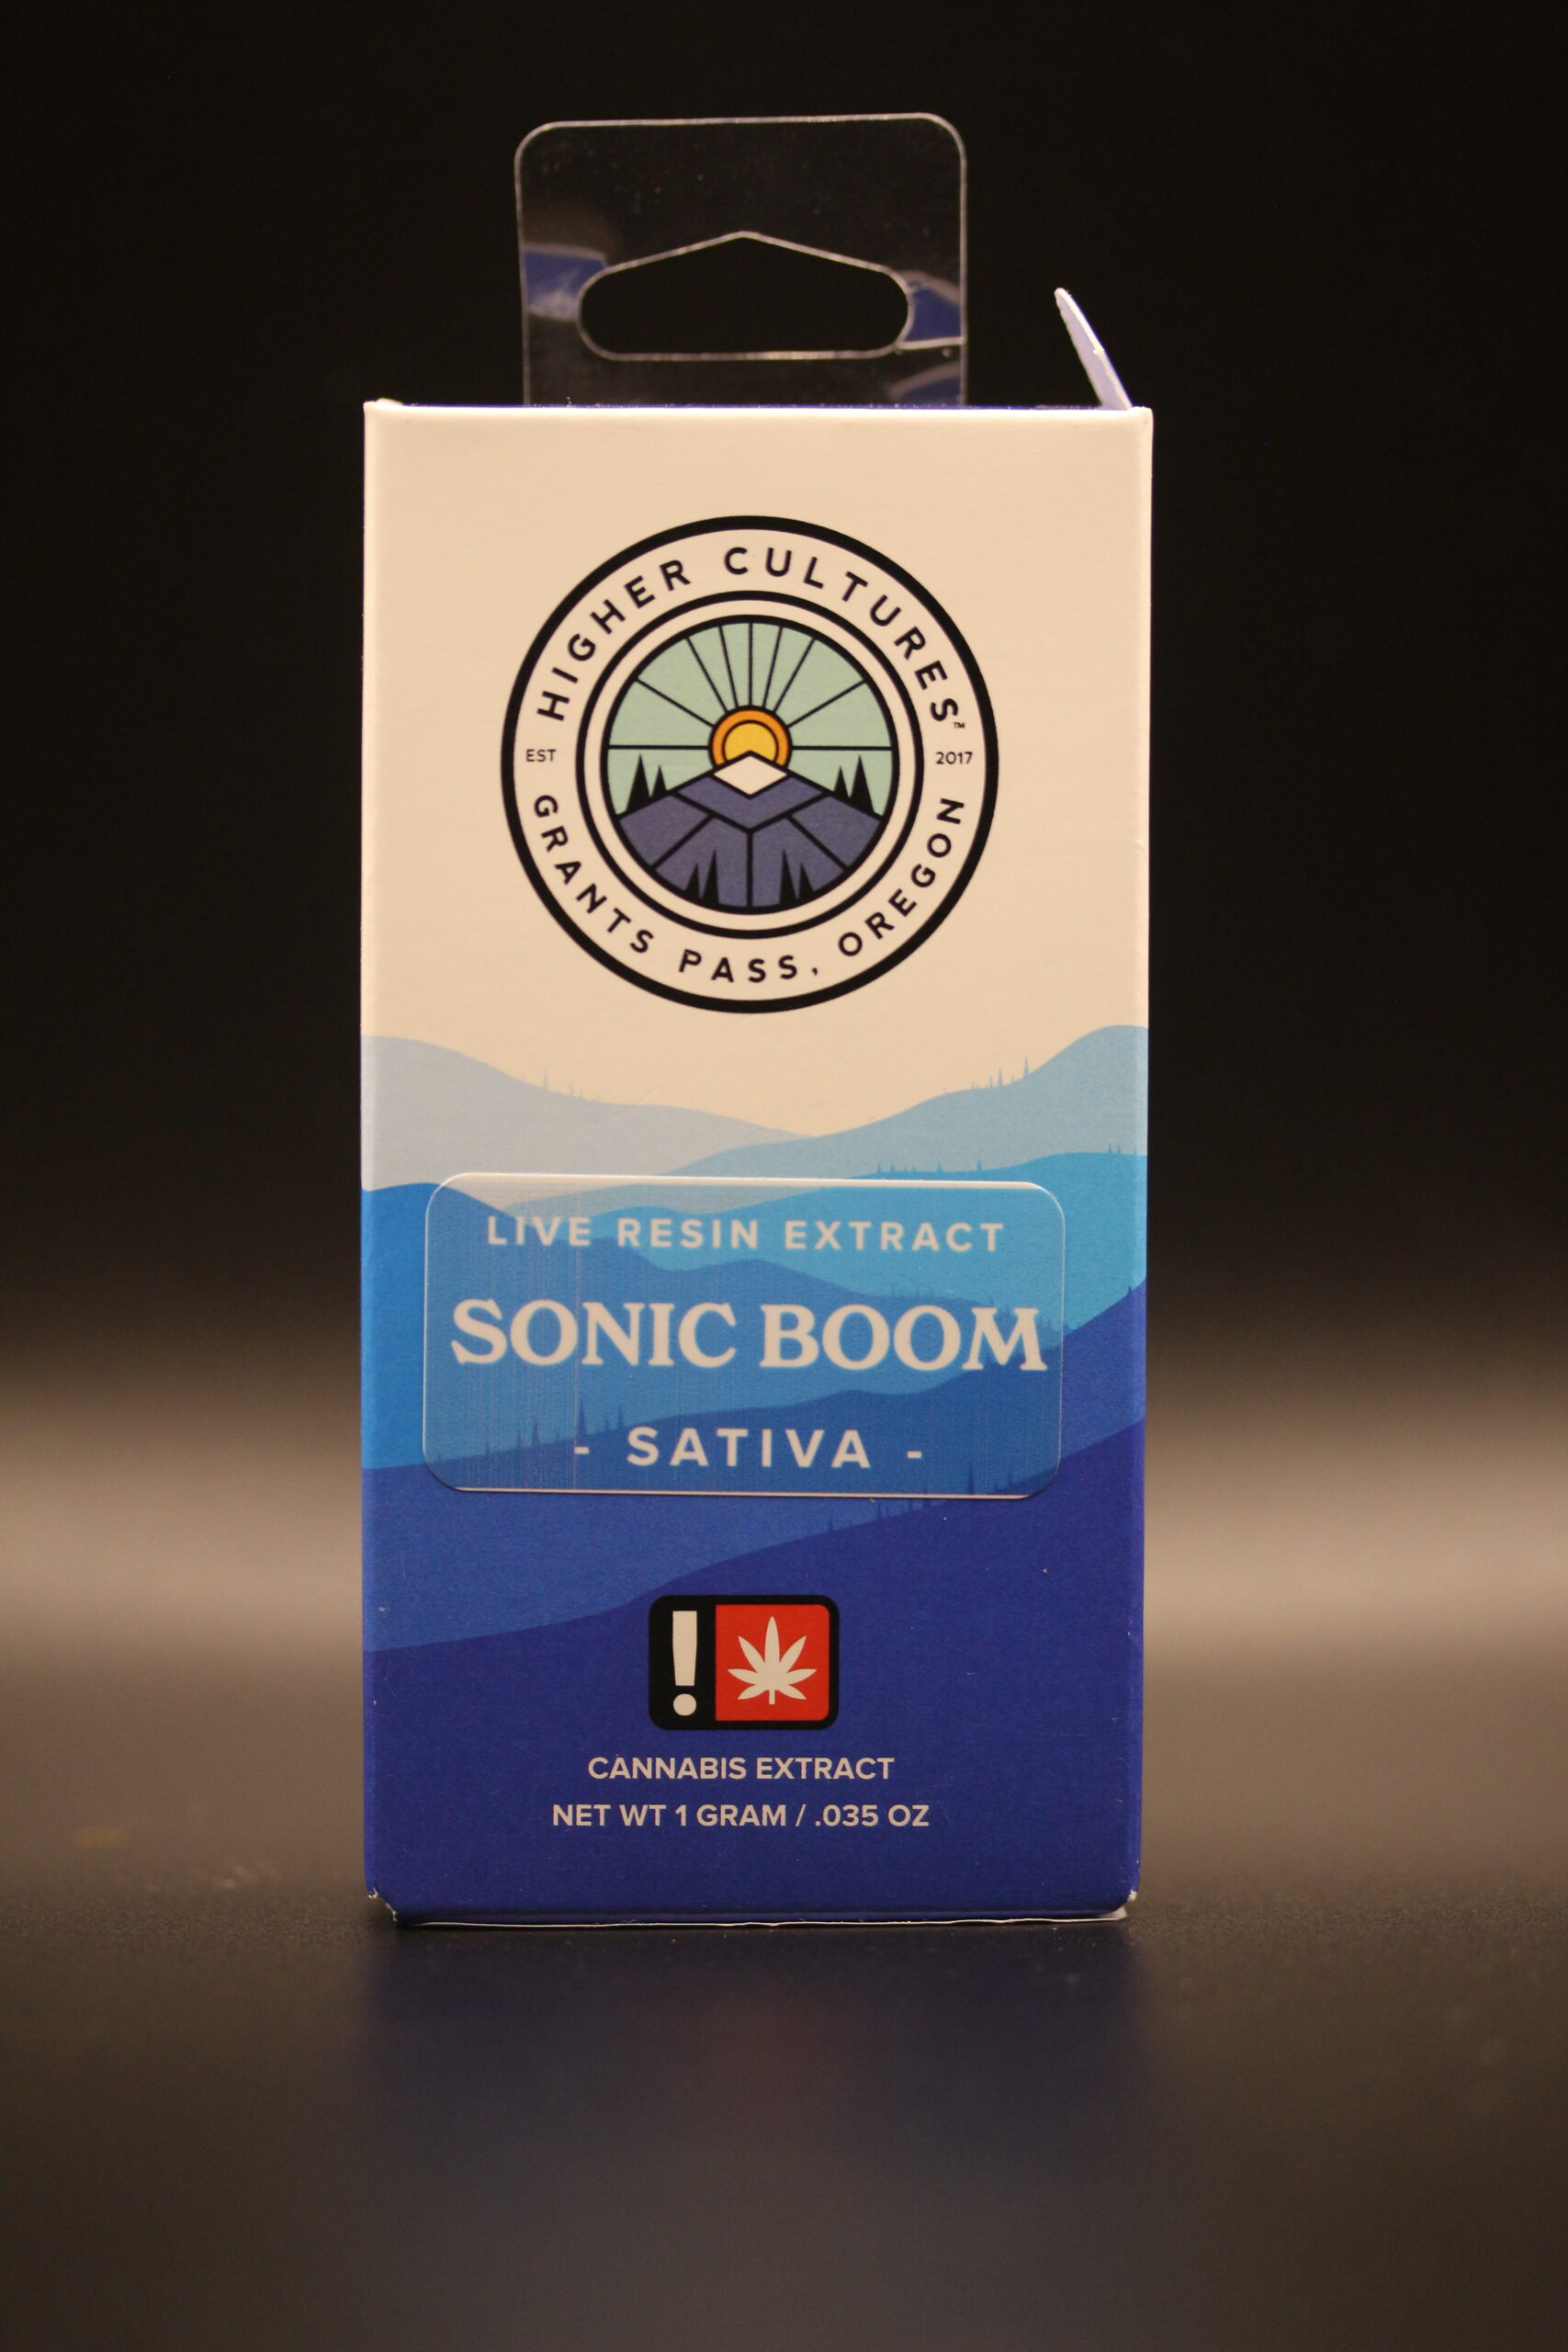 HIGHER CULTURES™
EST 2017
GRANTS PASS, OREGON
LIVE RESIN EXTRACT
SONIC BOOM
- SATIVA -
!
CANNABIS EXTRACT
NET WT 1 GRAM / .035 OZ